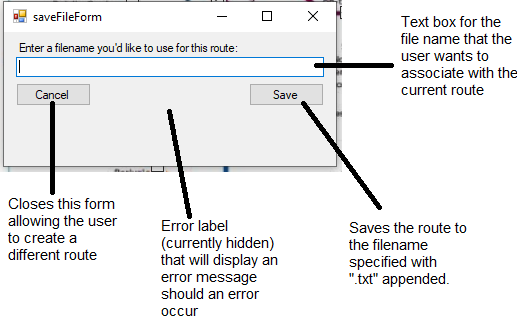 saveFileForm
Enter a filename you'd like to use for this route:
Cancel
Save
Text box for the
file name that the
user wants to
associate with the
current route
Closes this form
allowing the user
to create a
different route
Error label
(currently hidden)
that will display an
error message
should an error
occur
Saves the route to
the filename
specified with
".txt" appended.